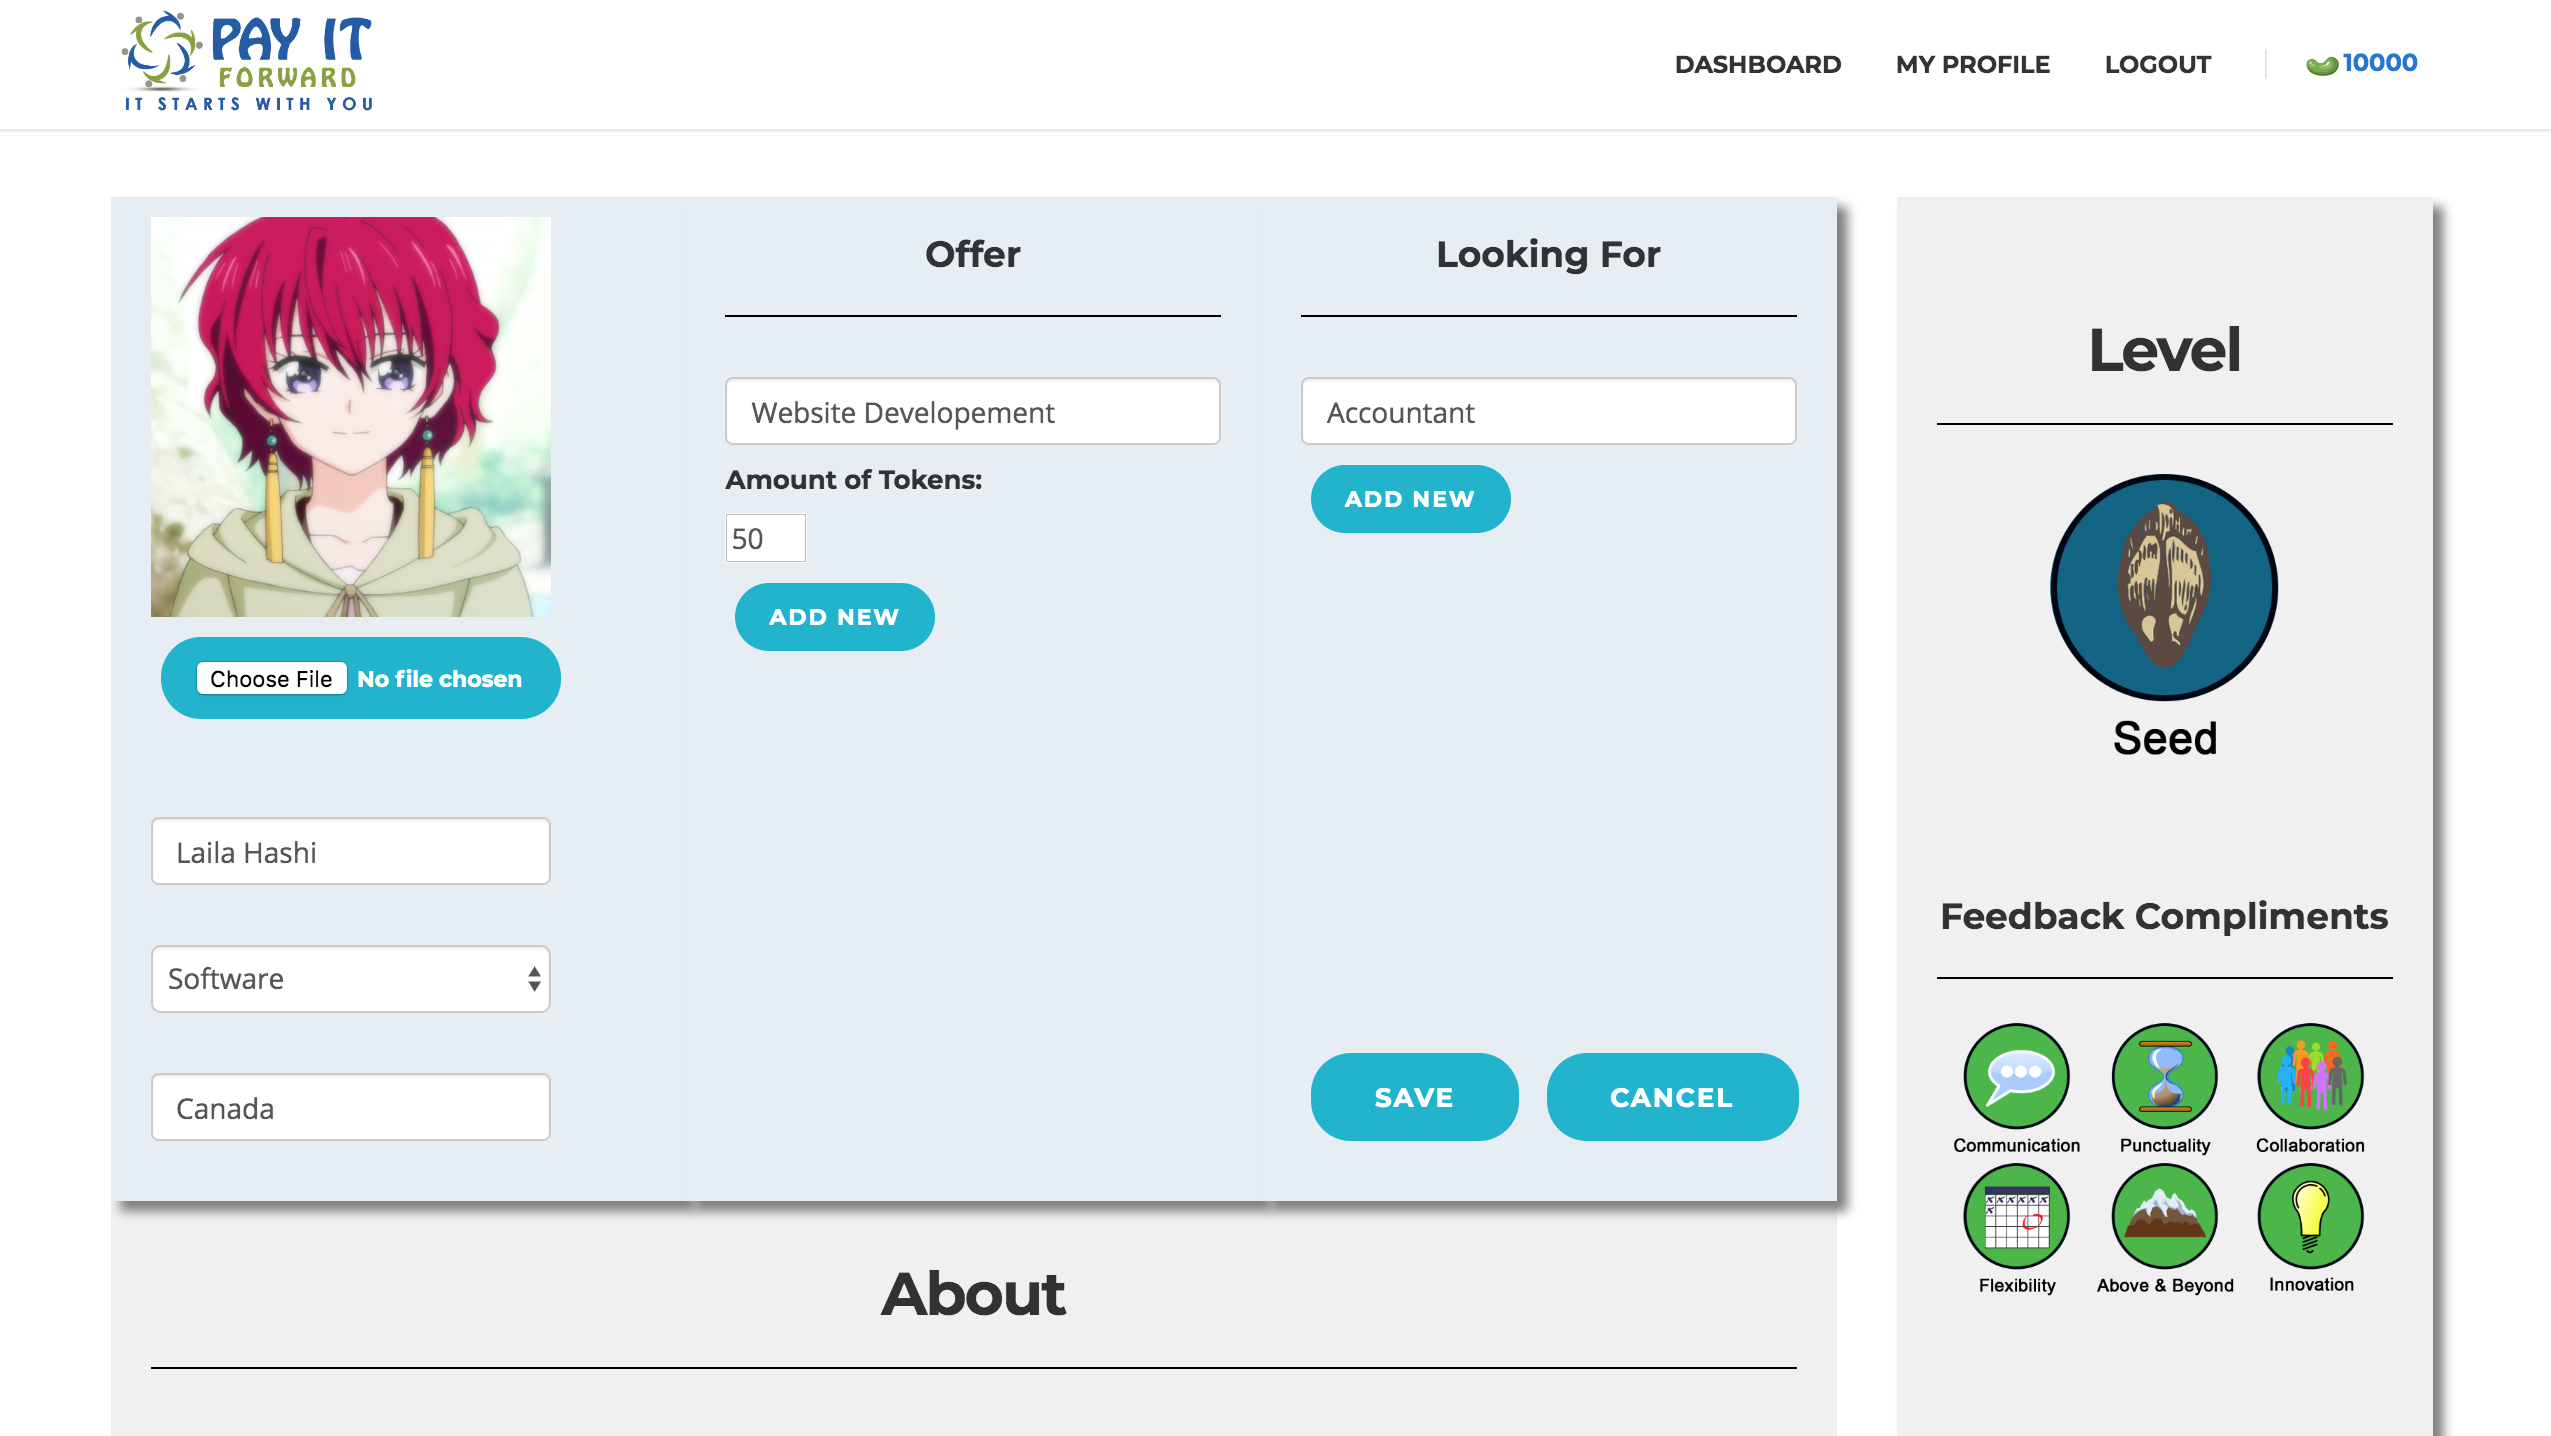 PAY IT
FORWARD
IT STARTS WITH YOU
DASHBOARD MY PROFILE LOGOUT 10000
Offer
Website Developement
Amount of Tokens:
50
ADD NEW
Looking For
Accountant
ADD NEW
Choose File No file chosen
Laila Hashi
Software
Canada
SAVE CANCEL
About
Level
Seed
Feedback Compliments
Communication Punctuality Collaboration
Flexibility Above & Beyond Innovation